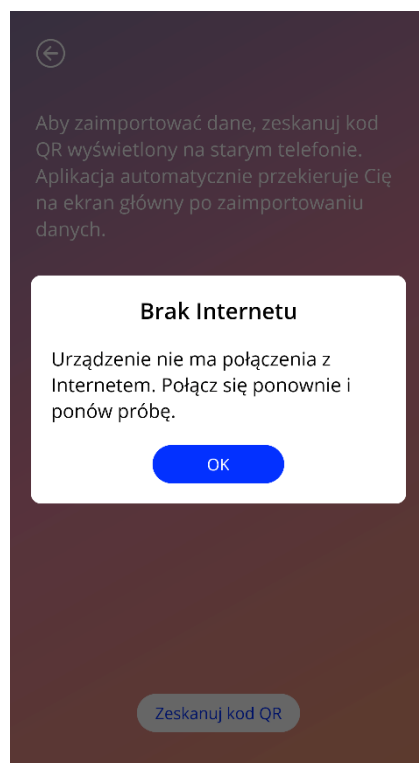 Aby zaimportować dane, zeskanuj kod
QR wyświetlony na starym telefonie.
Aplikacja automatycznie przekieruje Cię
na ekran główny po zaimportowaniu
danych.
Brak Internetu
Urządzenie nie ma połączenia z
Internetem. Połącz się ponownie i
ponów próbę.
OK
Zeskanuj kod QR